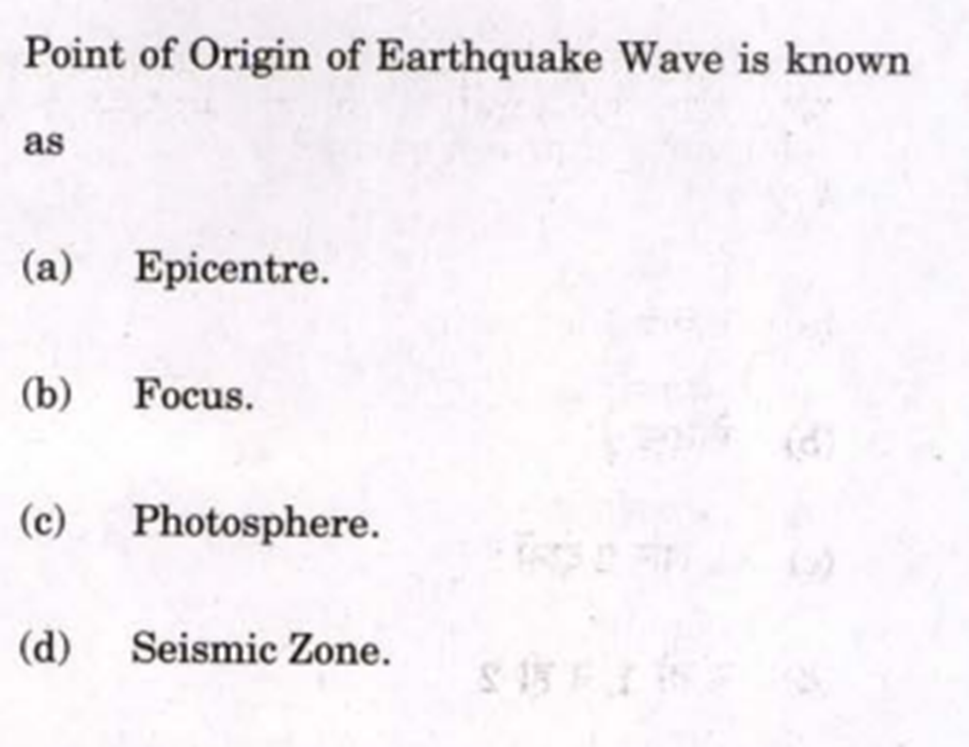 Point of Origin of Earthquake Wave is known
as
(a) Epicentre.
(b) Focus.
(c) Photosphere.
(d) Seismic Zone.